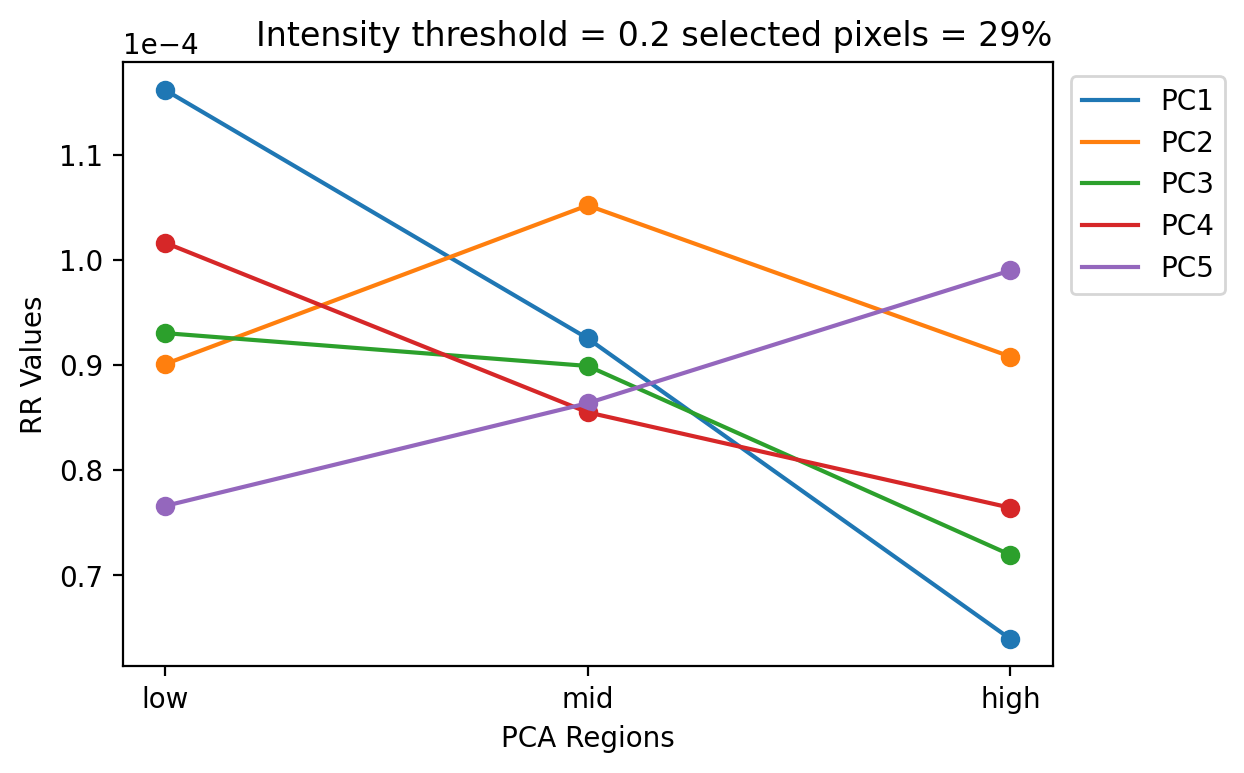 Intensity threshold = 0.2 selected pixels = 29%
1e−4
1.1
1.0
0.9
0.8
0.7
RR Values
low
mid
high
PCA Regions
PC1
PC2
PC3
PC4
PC5